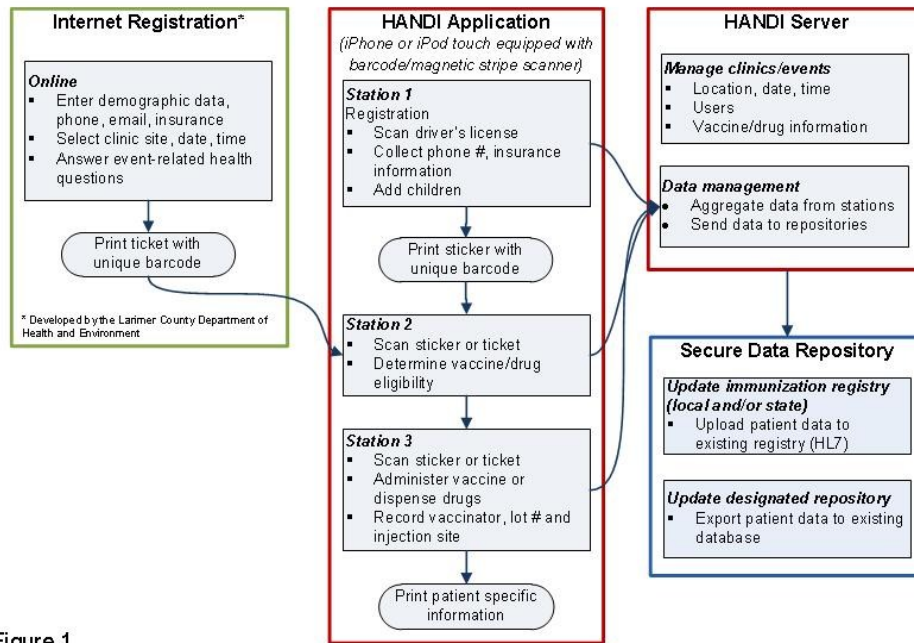 Internet Registration*
Online
▪ Enter demographic data,
phone, email, insurance
▪ Select clinic site, date, time
▪ Answer event-related health
questions
Print ticket with
unique barcode
* Developed by the Larimer County Department of
Health and Environment
HANDI Application
(iPhone or iPod touch equipped with
barcode/magnetic stripe scanner)
Station 1
Registration
▪ Scan driver's license
▪ Collect phone #, insurance
information
▪ Add children
Print sticker with
unique barcode
Station 2
▪ Scan sticker or ticket
▪ Determine vaccine/drug
eligibility
Station 3
▪ Scan sticker or ticket
▪ Administer vaccine or
dispense drugs
▪ Record vaccinator, lot # and
injection site
Print patient specific
information
HANDI Server
Manage clinics/events
▪ Location, date, time
▪ Users
▪ Vaccine/drug information
Data management
● Aggregate data from stations
● Send data to repositories
Secure Data Repository
Update immunization registry
(local and/or state)
▪ Upload patient data to
existing registry (HL7)
Update designated repository
▪ Export patient data to existing
database
Figure 1